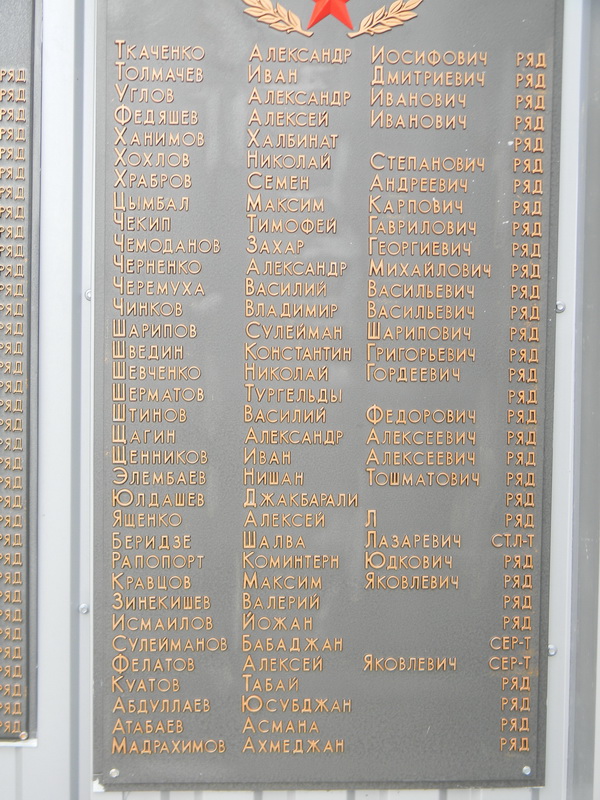 Ткаченко Александр Иосифович ряд
Толмачев Иван Дмитриевич ряд
Углов Александр Иванович ряд
Федяшев Алексей Иванович ряд
Ханимов Халбинат ряд
Хохлов Николай Степанович ряд
Храбров Семен Андреевич ряд
Цымбал Максим Карпович ряд
Чекип Тимофей Гаврилович ряд
Чемоданов Захар Георгиевич ряд
Черненко Александр Михайлович ряд
Черемуха Василий Васильевич ряд
Чинков Владимир Васильевич ряд
Шарипов Сулейман Шарипович ряд
Шведин Константин Григорьевич ряд
Шевченко Николай Гордеевич ряд
Шерматов Тургельды ряд
Штинов Василий Федорович ряд
Щагин Александр Алексеевич ряд
Щенников Иван Алексеевич ряд
Элембаев Нишан Тошматович ряд
Юлдашев Джакбарали ряд
Ященко Алексей Л ряд
Беридзе Шалва Лазаревич ст.л-т
Рапопорт Коминтерн Юдкович ряд
Кравцов Максим Яковлевич ряд
Зинекишев Валерий ряд
Исмаилов Йожан ряд
Сулейманов Бабаджан сер-т
Фелатов Алексей Яковлевич сер-т
Куатов Табай ряд
Абдуллаев Юсубджан ряд
Атабаев Асмана ряд
Мадрахимов Ахмеджан ряд